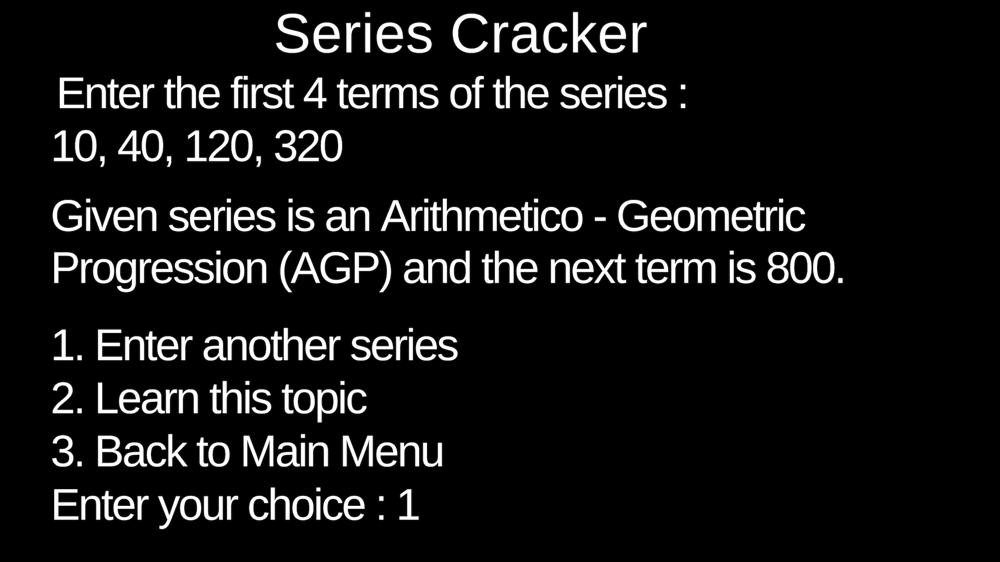 Series Cracker
Enter the first 4 terms of the series :
10, 40, 120, 320
Given series is an Arithmetico - Geometric
Progression (AGP) and the next term is 800.
1. Enter another series
2. Learn this topic
3. Back to Main Menu
Enter your choice : 1